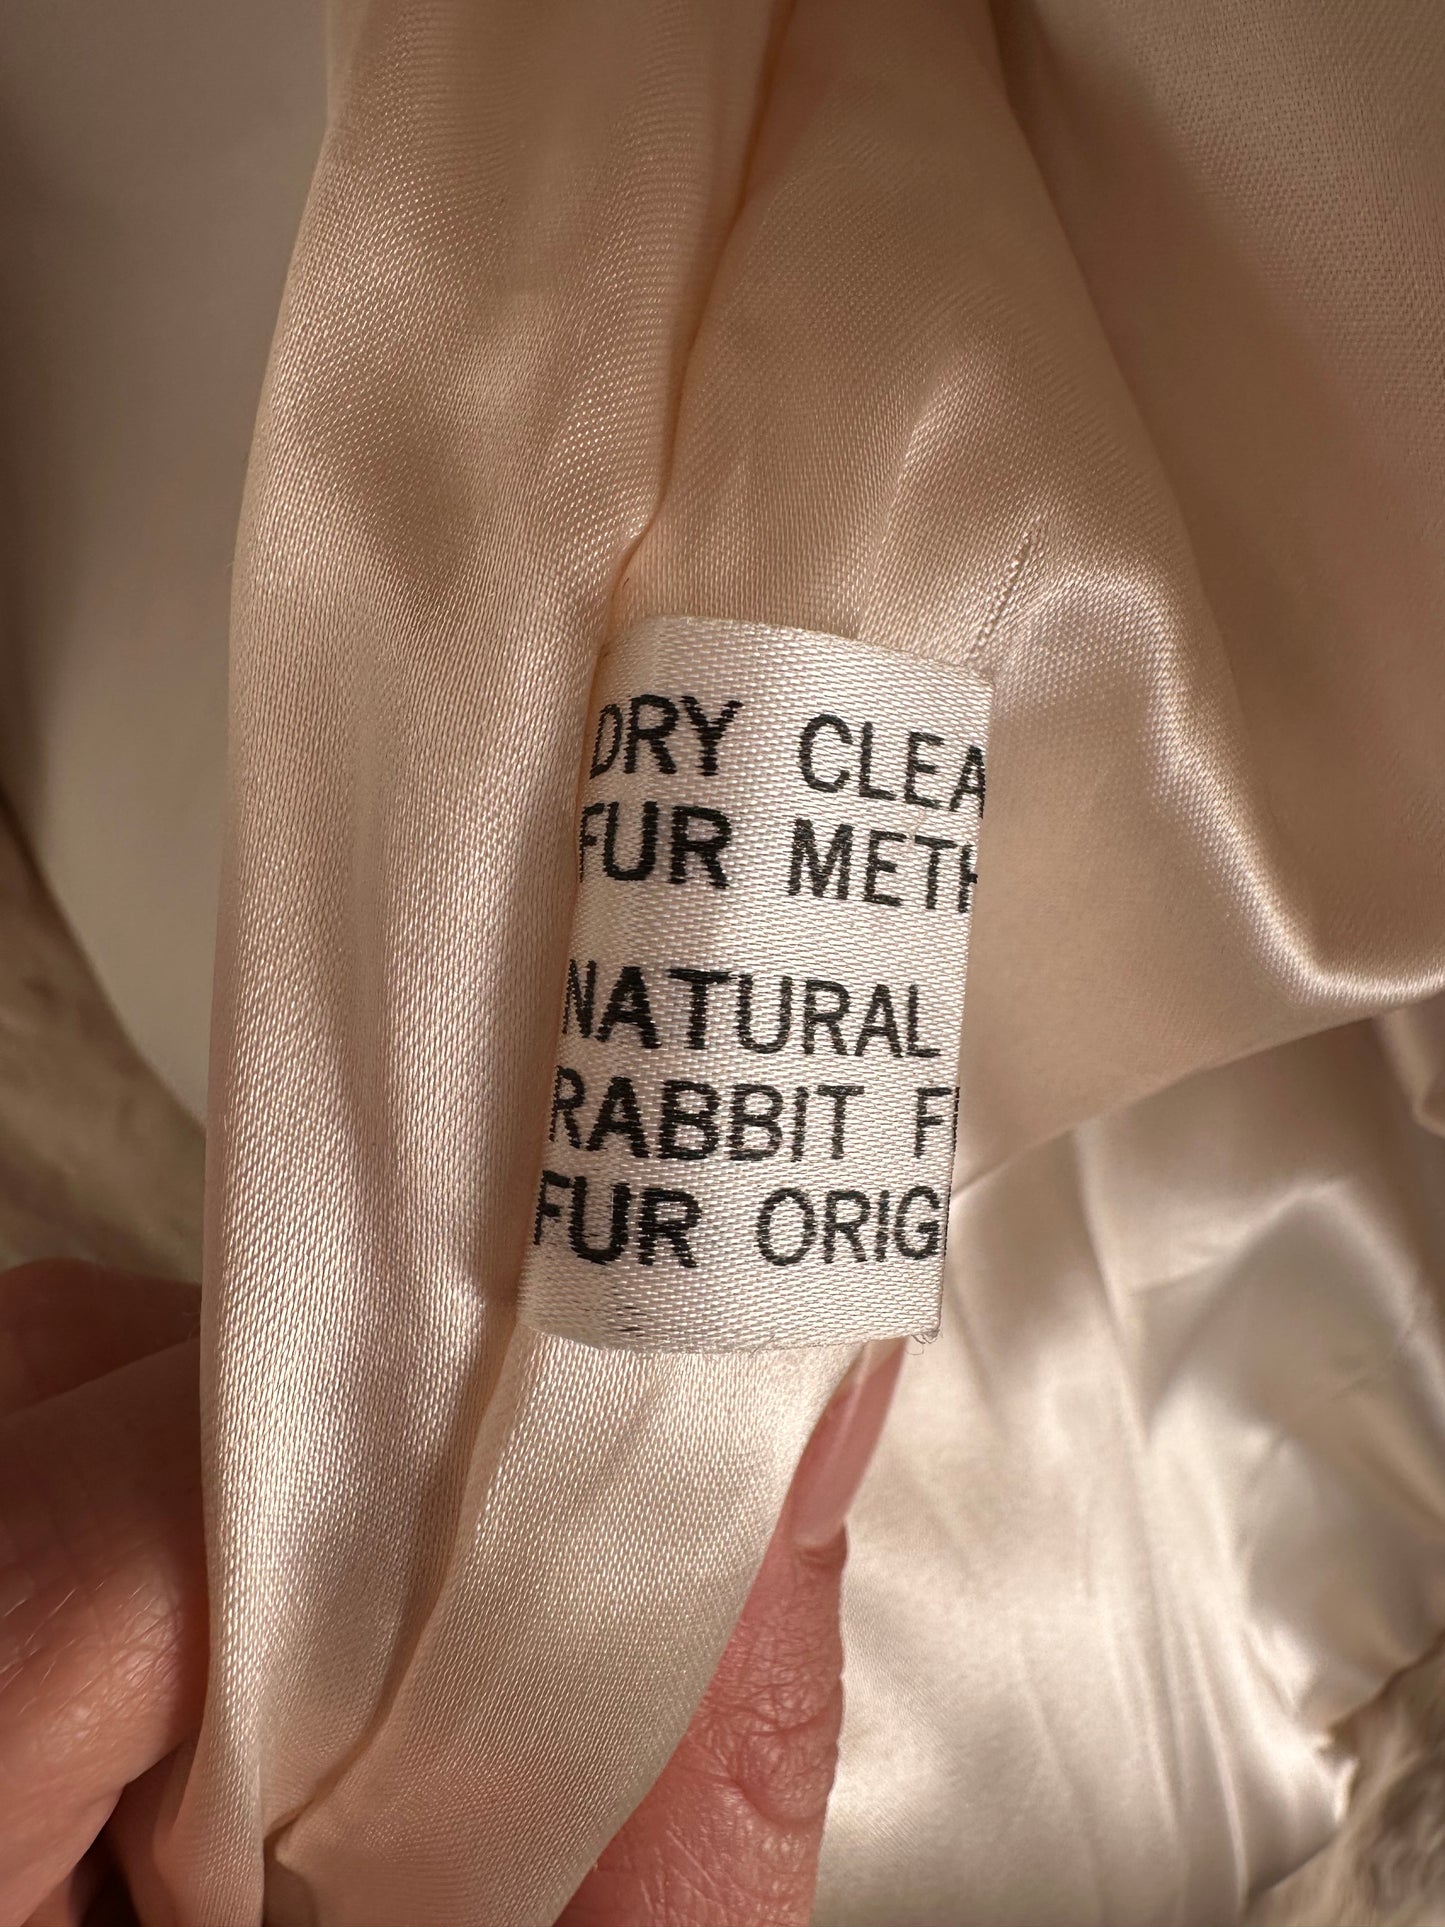 DRY CLEA
FUR METH
NATURAL
RABBIT F
FUR ORIG